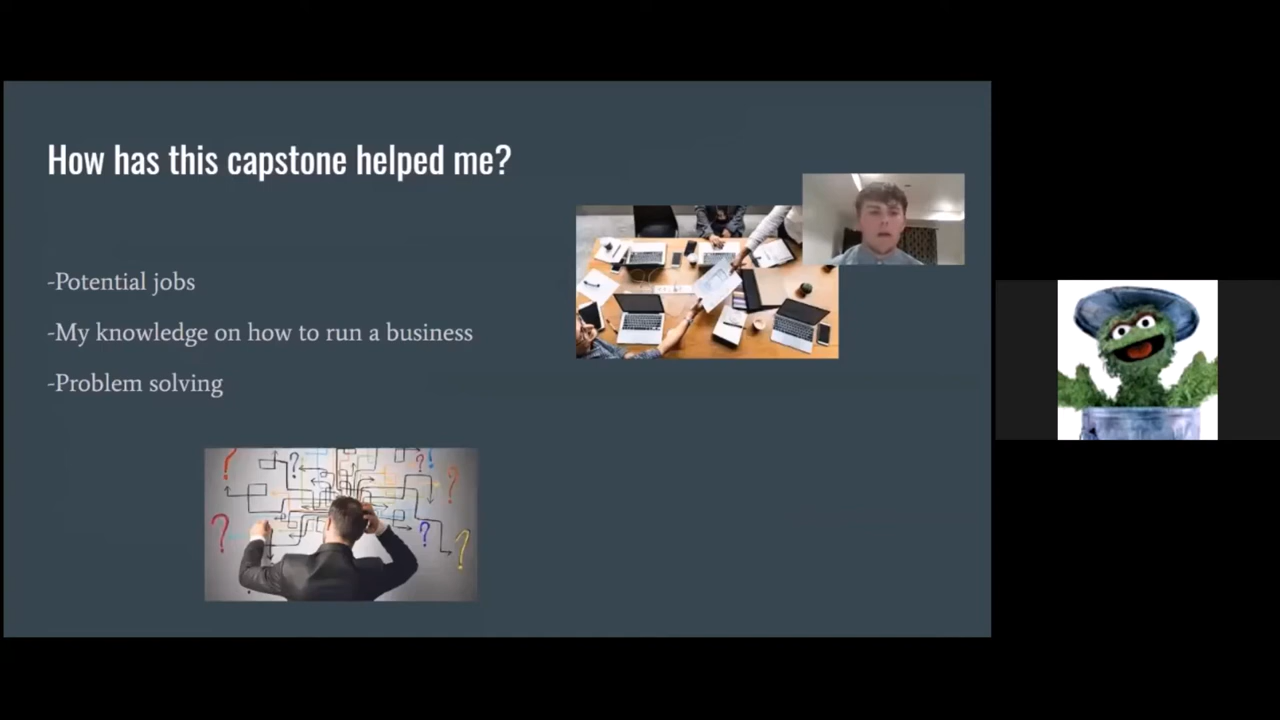 How has this capstone helped me?
-Potential jobs
-My knowledge on how to run a business
-Problem solving